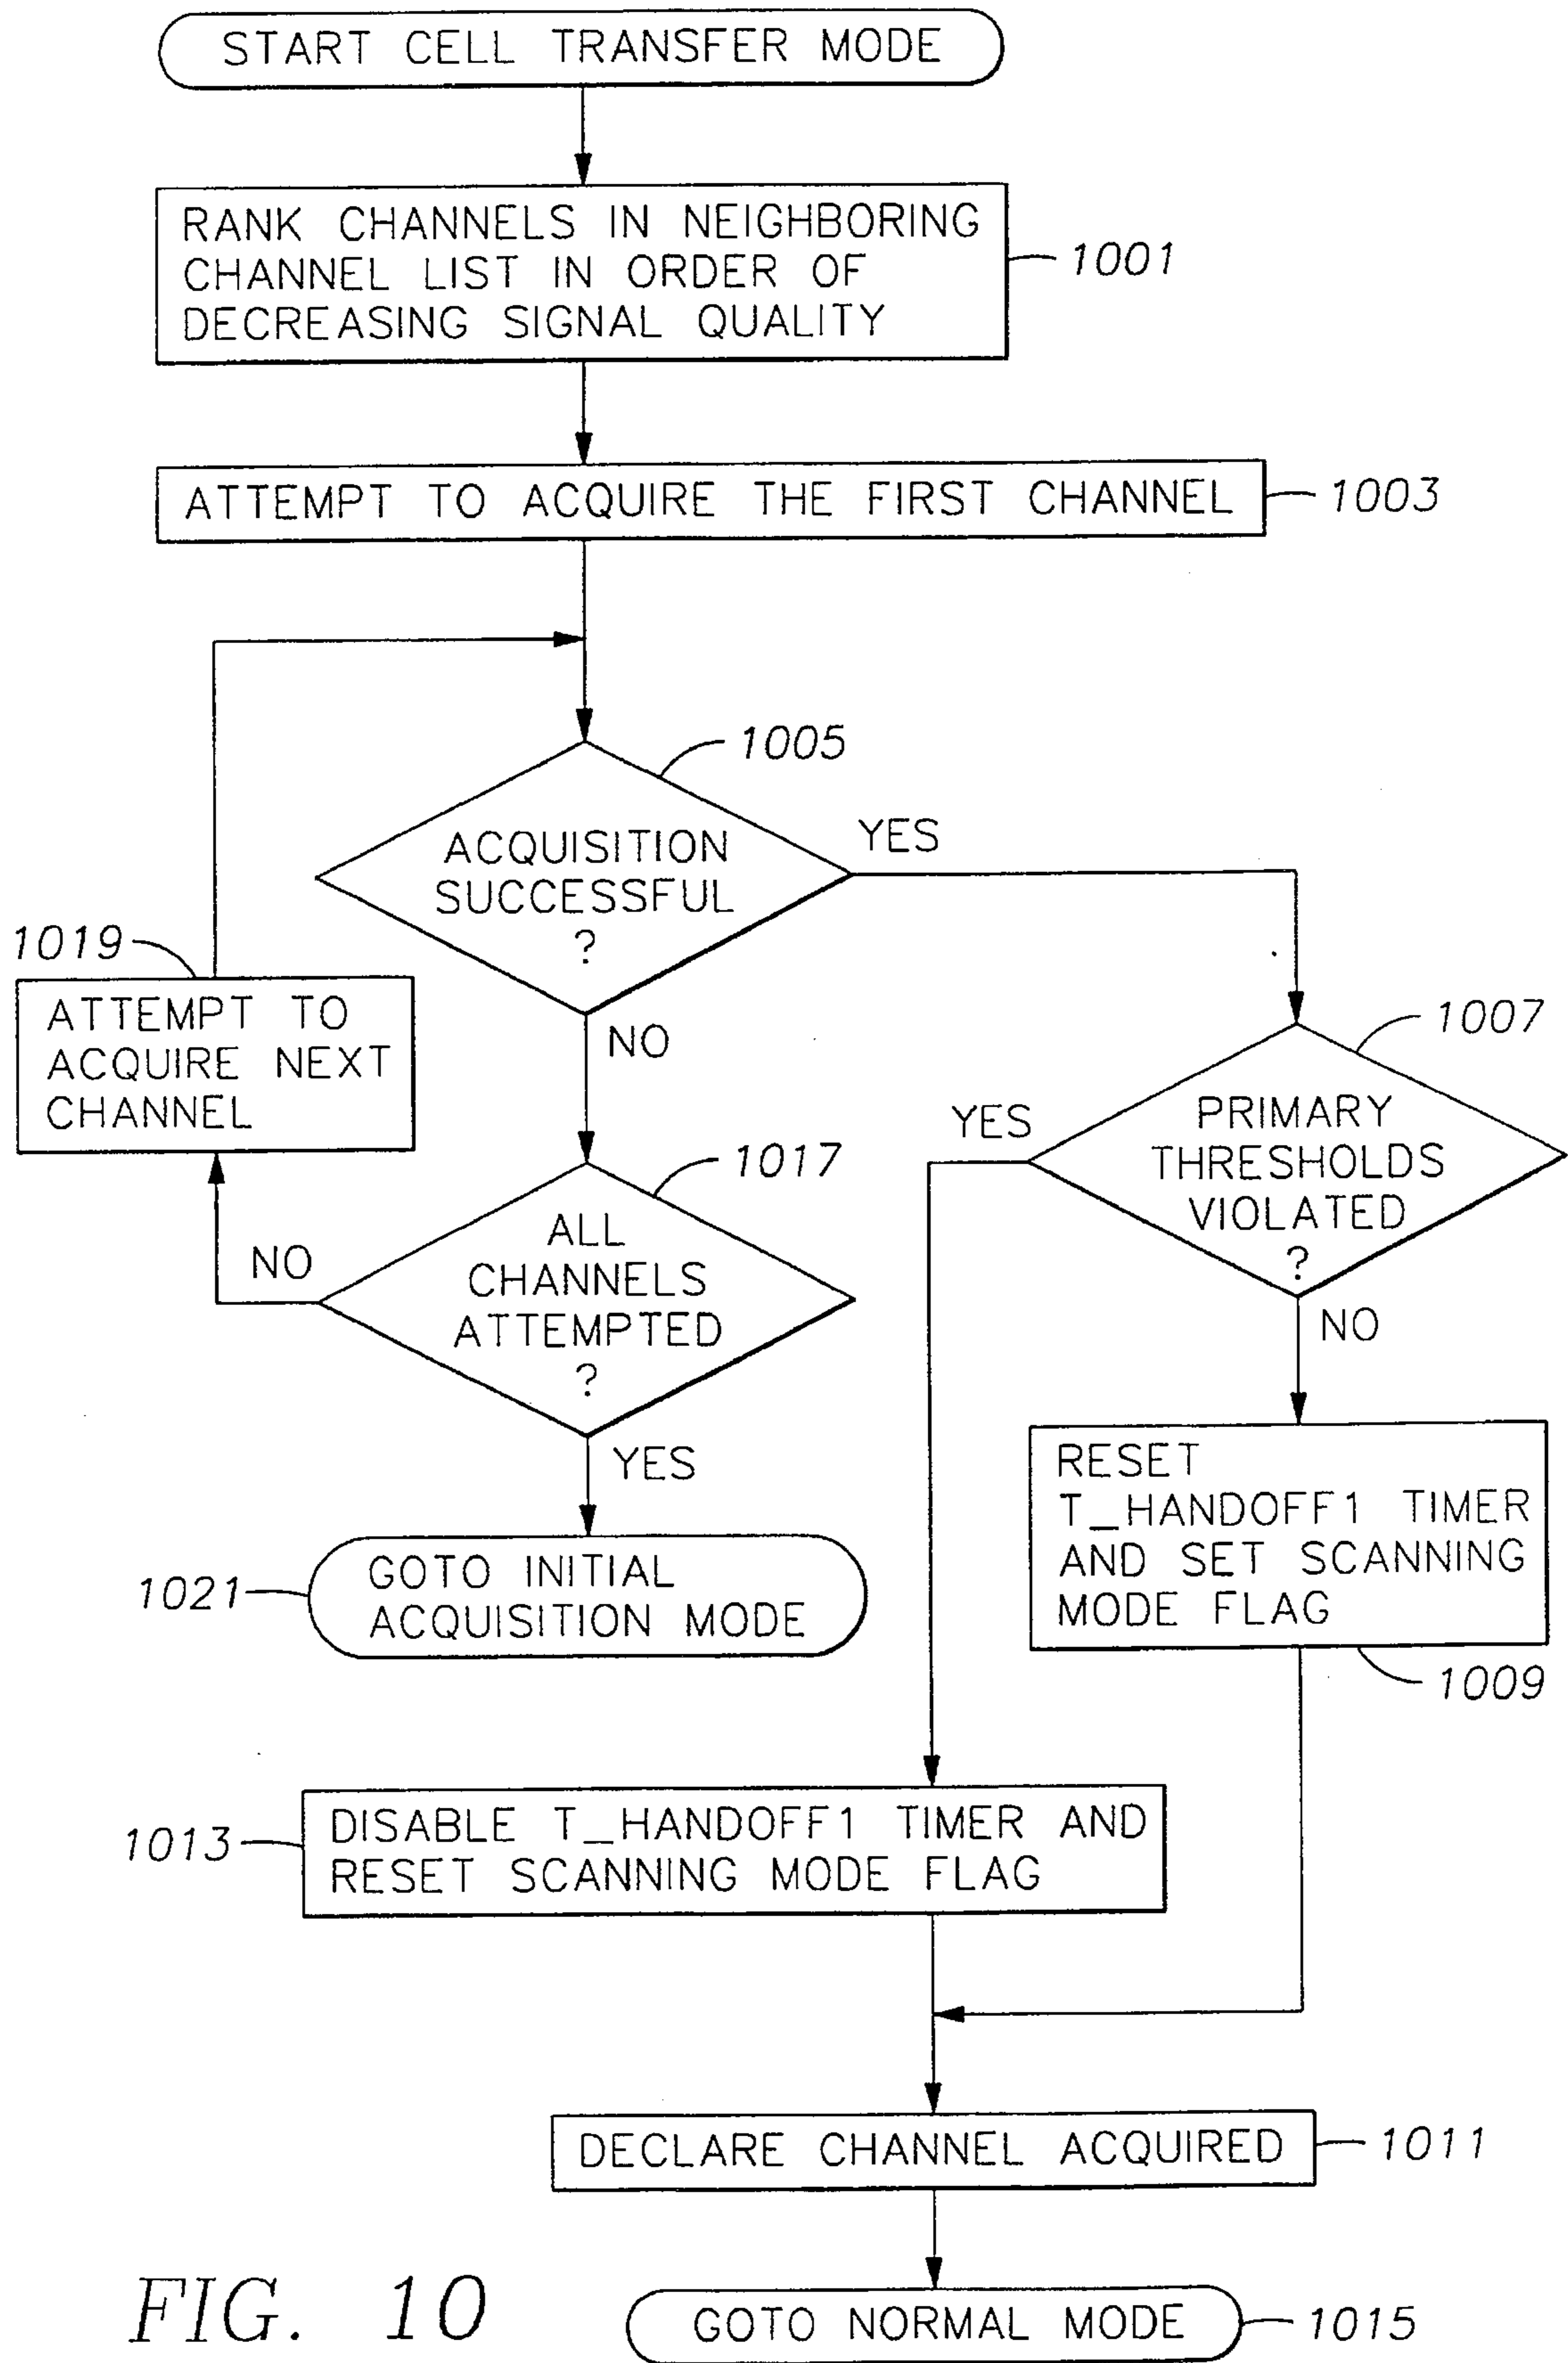 START CELL TRANSFER MODE
RANK CHANNELS IN NEIGHBORING
CHANNEL LIST IN ORDER OF
DECREASING SIGNAL QUALITY
1001
ATTEMPT TO ACQUIRE THE FIRST CHANNEL
1003
1005
ACQUISITION
SUCCESSFUL
?
YES
NO
1019
ATTEMPT TO
ACQUIRE NEXT
CHANNEL
1007
PRIMARY
THRESHOLDS
VIOLATED
?
YES
NO
1017
ALL
CHANNELS
ATTEMPTED
?
NO
YES
RESET
T_HANDOFF1 TIMER
AND SET SCANNING
MODE FLAG
1009
1021
GOTO INITIAL
ACQUISITION MODE
1013
DISABLE T_HANDOFF1 TIMER AND
RESET SCANNING MODE FLAG
DECLARE CHANNEL ACQUIRED
1011
GOTO NORMAL MODE
1015
FIG. 10